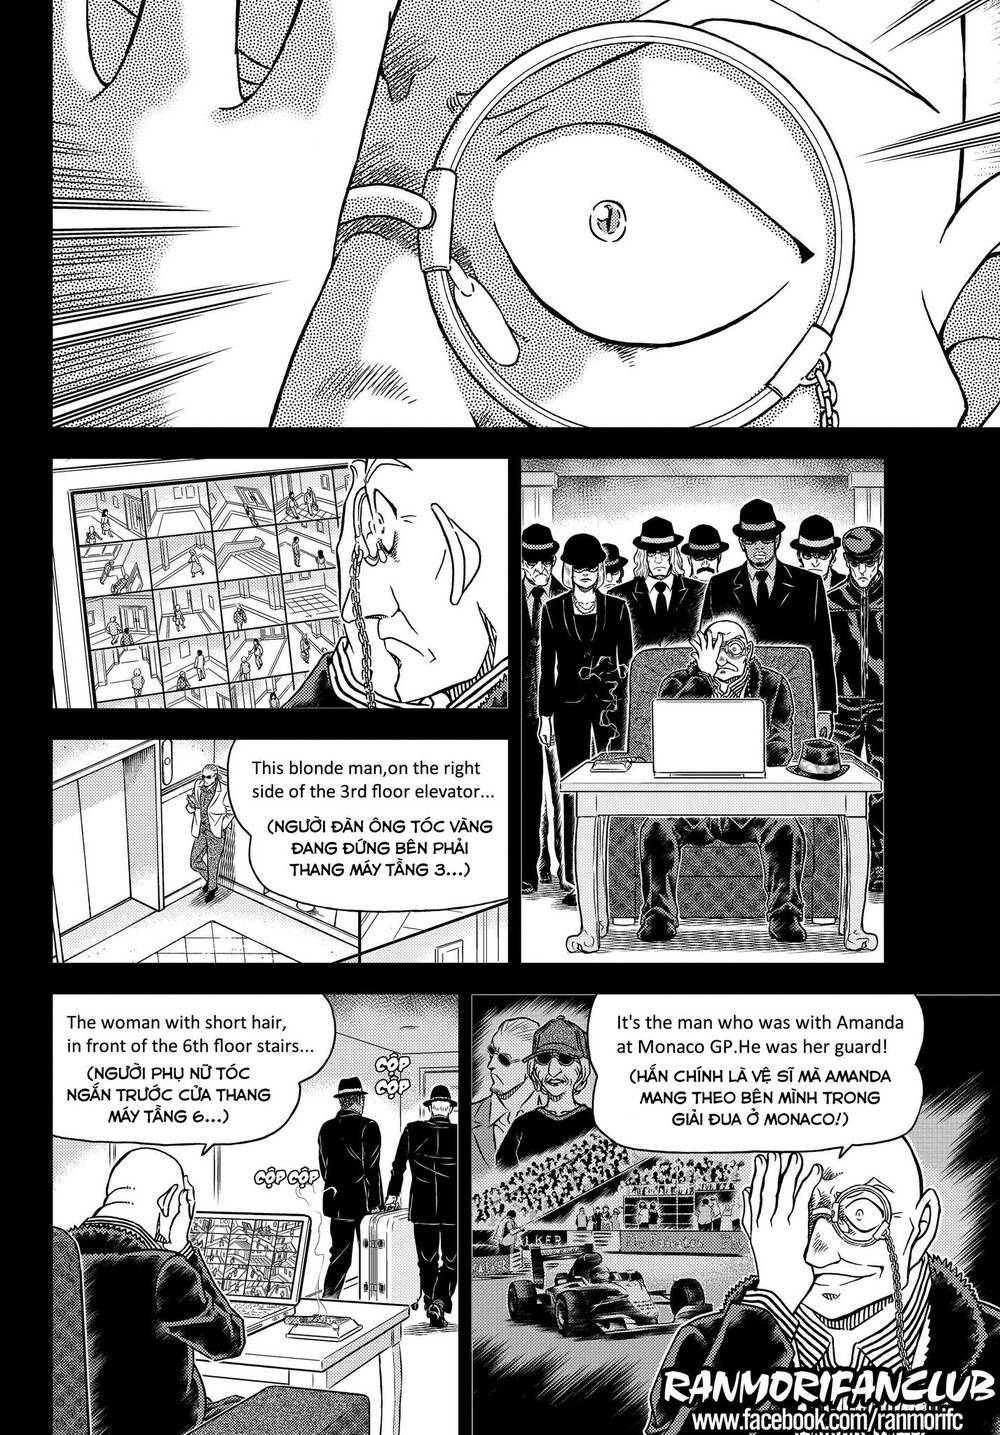 This blonde man,on the right
side of the 3rd floor elevator...
(NGƯỜI ĐÀN ÔNG TÓC VÀNG
ĐANG ĐỨNG BÊN PHẢI
THANG MÁY TẦNG 3...)
The woman with short hair,
in front of the 6th floor stairs...
(NGƯỜI PHỤ NỮ TÓC
NGẮN TRƯỚC CỬA THANG
MÁY TẦNG 6...)
CỘP
CỘP
CỘP CỘP
It's the man who was with Amanda
at Monaco GP.He was her guard!
(HẮN CHÍNH LÀ VỆ SĨ MÀ AMANDA
MANG THEO BÊN MÌNH TRONG
GIẢI ĐUA Ở MONACO!)
RANMORIFANCLUB
www.facebook.com/ranmorifc